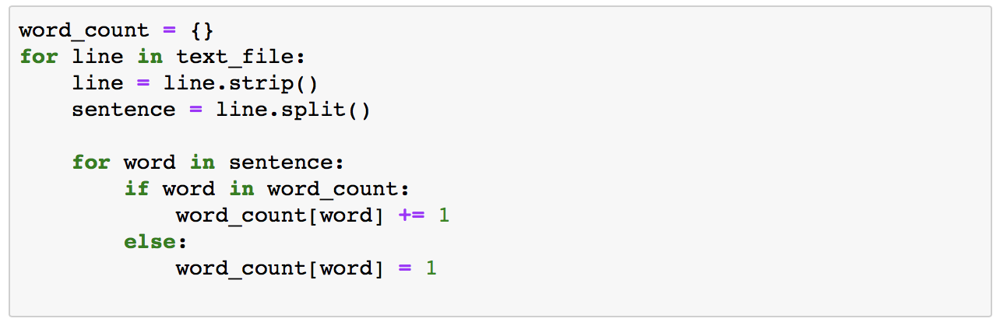 word_count = {}
for line in text_file:
    line = line.strip()
    sentence = line.split()

    for word in sentence:
        if word in word_count:
            word_count[word] += 1
        else:
            word_count[word] = 1